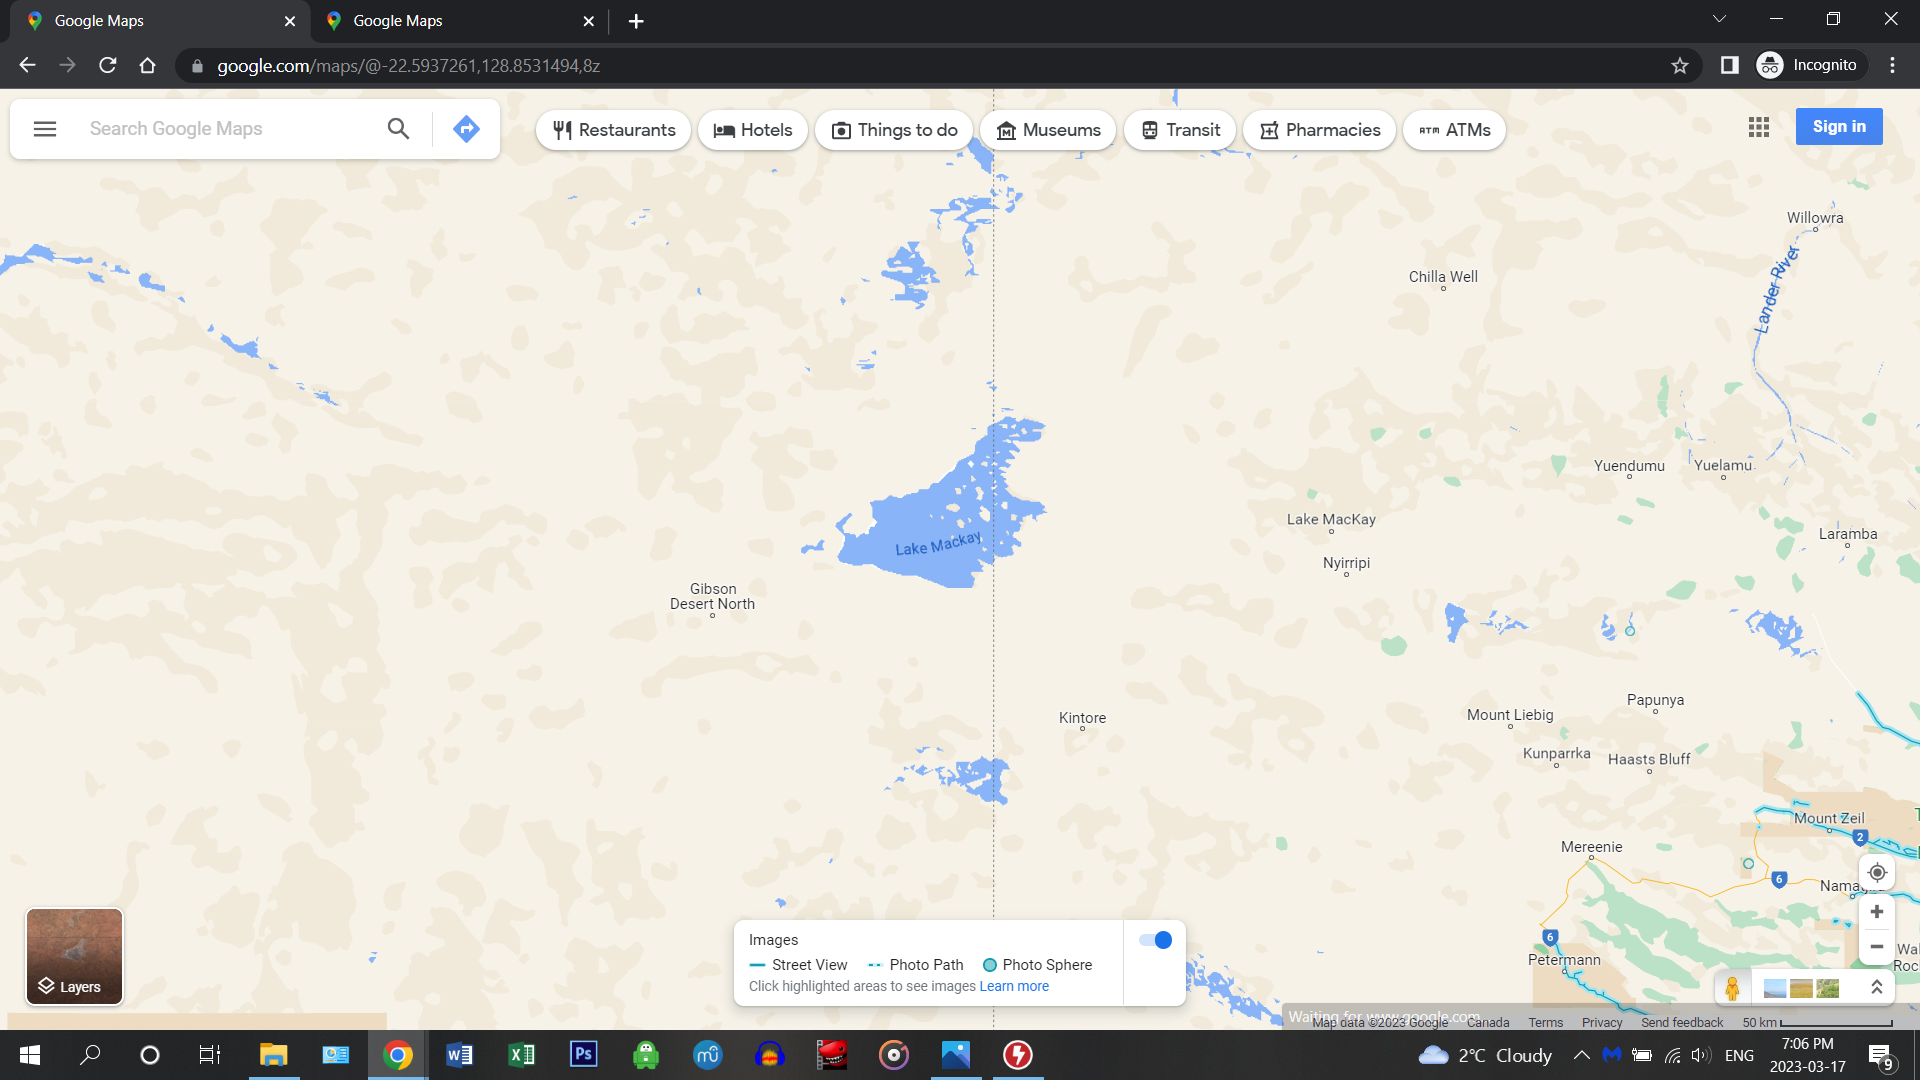 Google Maps
Google Maps
google.com/maps/@-22.5937261,128.8531494,8z
Incognito
Search Google Maps
Restaurants
Hotels
Things to do
Museums
Transit
Pharmacies
ATM ATMs
Sign in
Willowra
Lander River
Chilla Well
Yuendumu
Yuelamu
Lake MacKay
Laramba
Lake Mackay
Nyirripi
Gibson
Desert North
Papunya
Kintore
Mount Liebig
Kunparrka
Haasts Bluff
Mount Zeil
2
Mereenie
6
6
Petermann
Images
Street View
Photo Path
Photo Sphere
Click highlighted areas to see images Learn more
Layers
Waiting for www.google.com...
Map data ©2023 Google
Canada
Terms
Privacy
Send feedback
50 km
W
X
Ps
2°C Cloudy
ENG
7:06 PM
2023-03-17
9